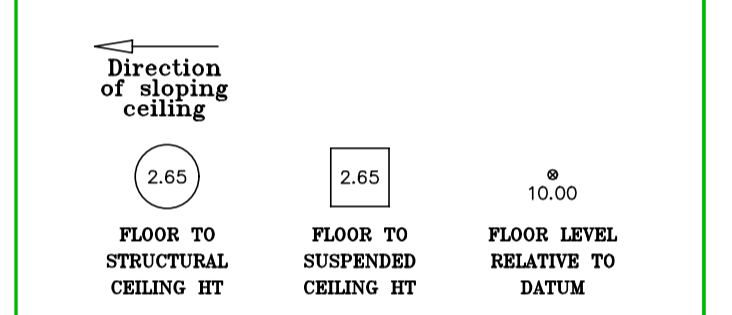 Direction
of sloping
ceiling
2.65
2.65
10.00
FLOOR TO
STRUCTURAL
CEILING HT
FLOOR TO
SUSPENDED
CEILING HT
FLOOR LEVEL
RELATIVE TO
DATUM